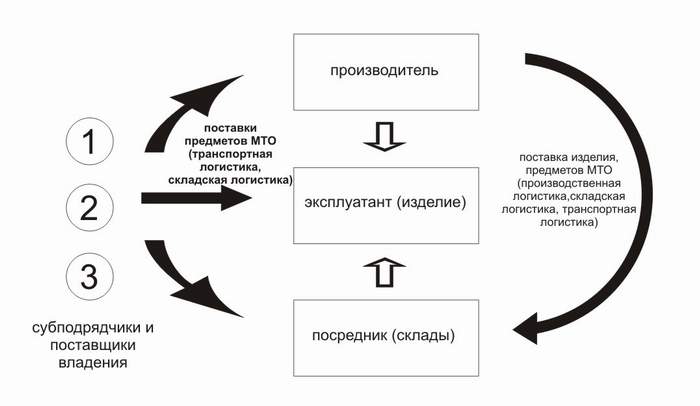 производитель
1
поставки
предметов МТО
(транспортная
логистика,
складская логистика)
2
эксплуатант (изделие)
поставка изделия,
предметов МТО
(производственная
логистика,складская
логистика, транспортная
логистика)
3
субподрядчики и
поставщики
владения
посредник (склады)